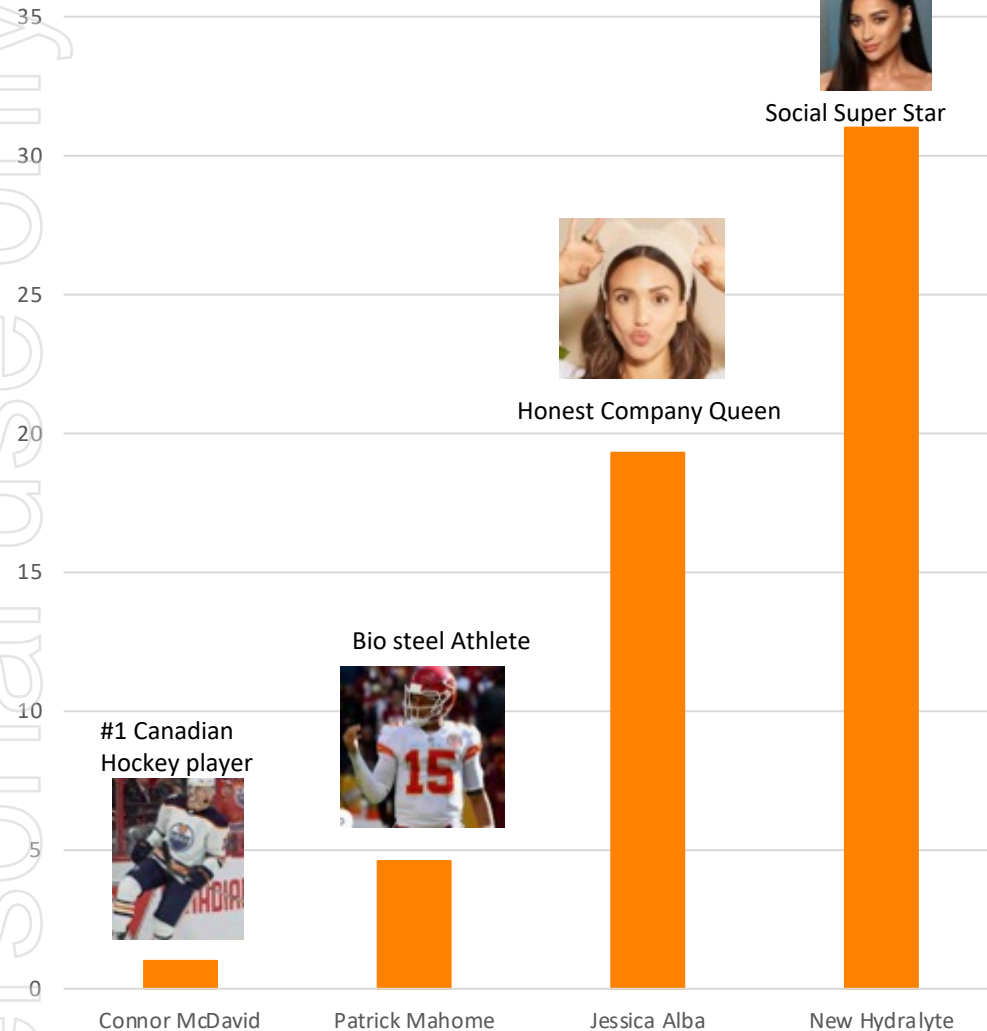 35
Social Super Star
30
25
Honest Company Queen
20
15
Bio steel Athlete
10
#1 Canadian
Hockey player
15
5
0
Connor McDavid
Patrick Mahome
Jessica Alba
New Hydralyte